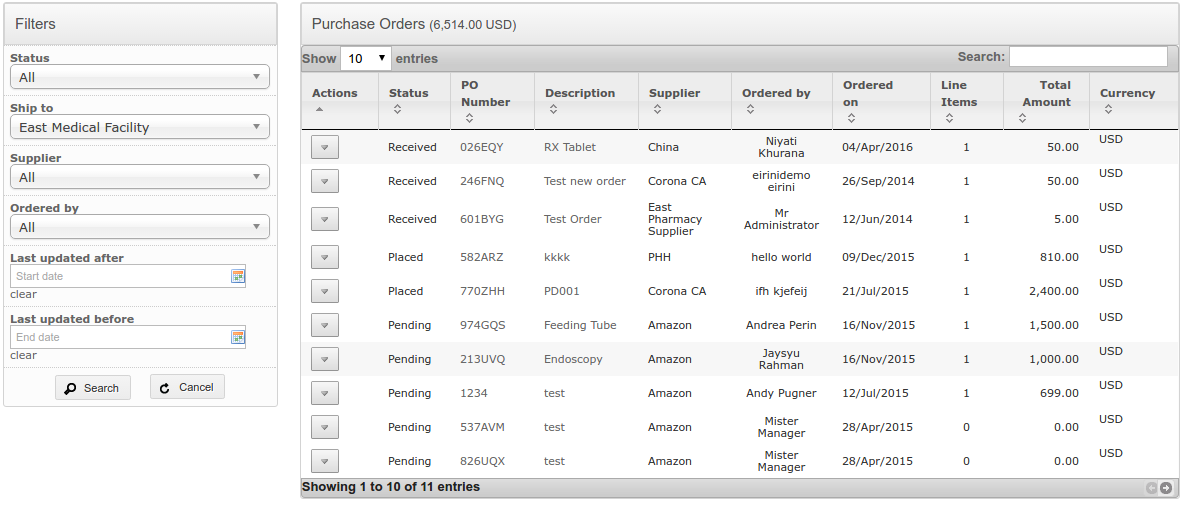 Filters
Status
All
Ship to
East Medical Facility
Supplier
All
Ordered by
All
Last updated after
Start date
clear
Last updated before
End date
clear
Search Cancel
Purchase Orders (6,514.00 USD)
Show 10 entries Search:
Actions Status PO Number Description Supplier Ordered by Ordered on Line Items Total Amount Currency
Received 026EQY RX Tablet China Niyati Khurana 04/Apr/2016 1 50.00 USD
Received 246FNQ Test new order Corona CA eirinidemo eirini 26/Sep/2014 1 50.00 USD
Received 601BYG Test Order East Pharmacy Supplier Mr Administrator 12/Jun/2014 1 5.00 USD
Placed 582ARZ kkkk PHH hello world 09/Dec/2015 1 810.00 USD
Placed 770ZHH PD001 Corona CA ifh kjefeij 21/Jul/2015 1 2,400.00 USD
Pending 974GQS Feeding Tube Amazon Andrea Perin 16/Nov/2015 1 1,500.00 USD
Pending 213UVQ Endoscopy Amazon Jaysyu Rahman 16/Nov/2015 1 1,000.00 USD
Pending 1234 test Amazon Andy Pugner 12/Jul/2015 1 699.00 USD
Pending 537AVM test Amazon Mister Manager 28/Apr/2015 0 0.00 USD
Pending 826UQX test Amazon Mister Manager 28/Apr/2015 0 0.00 USD
Showing 1 to 10 of 11 entries